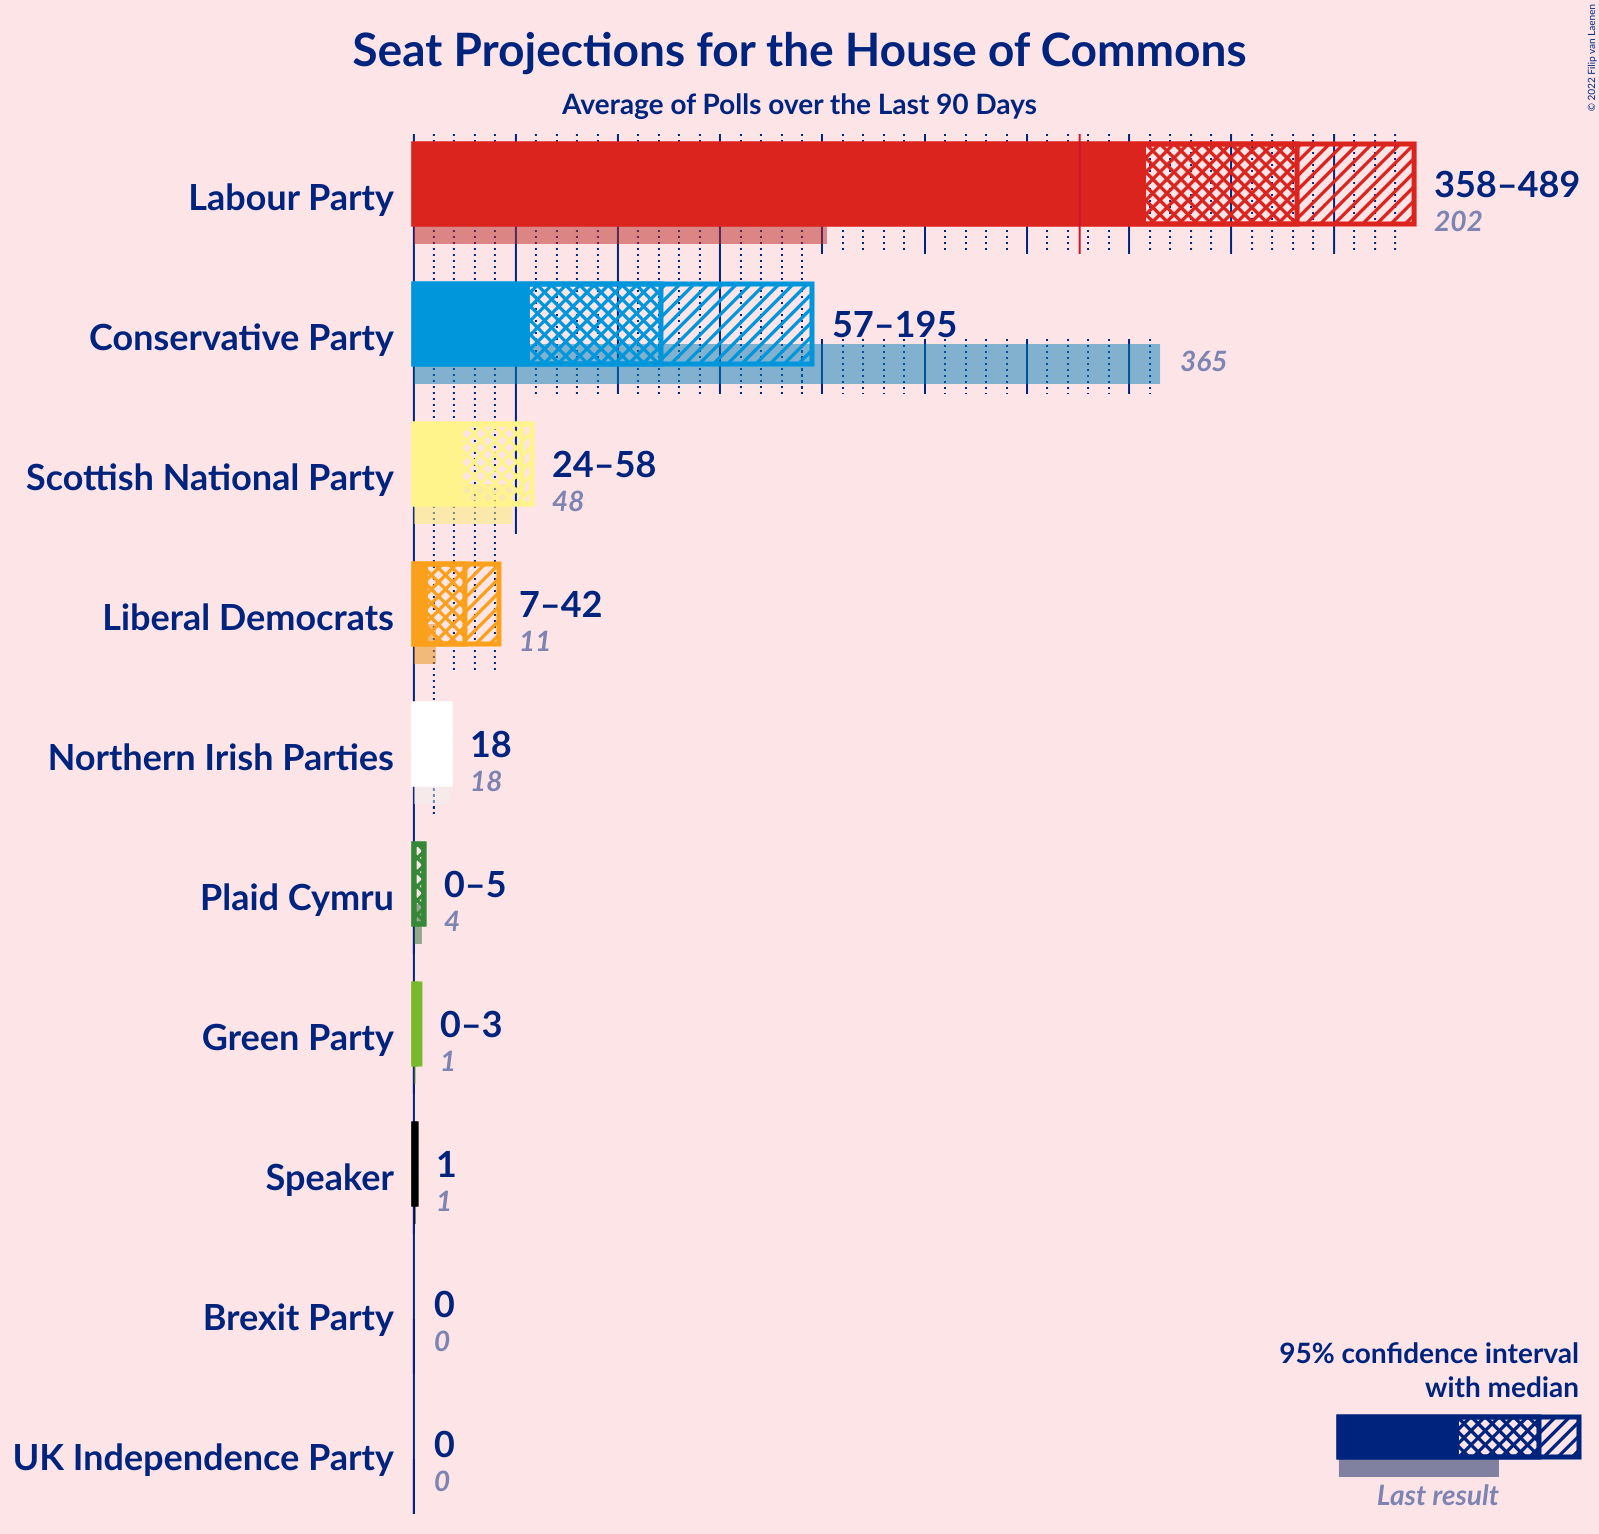 Seat Projections for the House of Commons
Average of Polls over the Last 90 Days
© 2022 Filip van Laenen
Labour Party
358–489
202
Conservative Party
57–195
365
Scottish National Party
24–58
48
Liberal Democrats
7–42
11
Northern Irish Parties
18
18
Plaid Cymru
0–5
4
Green Party
0–3
1
Speaker
1
1
Brexit Party
0
0
UK Independence Party
0
0
95% confidence interval
with median
Last result